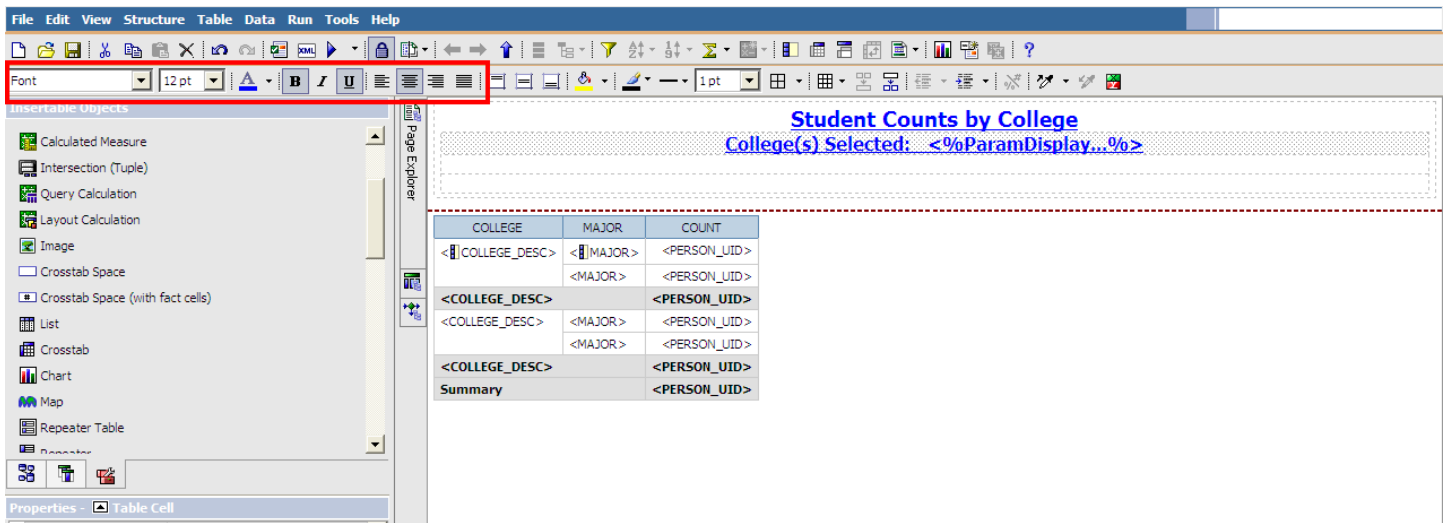 File Edit View Structure Table Data Run Tools Help
Font 12 pt A B I U 1 pt
Insertable Objects
Calculated Measure
Intersection (Tuple)
Query Calculation
Layout Calculation
Image
Crosstab Space
Crosstab Space (with fact cells)
List
Crosstab
Chart
Map
Repeater Table
Repeater
Properties - Table Cell
Page Explorer
Student Counts by College
College(s) Selected: <%ParamDisplay...%>
COLLEGE MAJOR COUNT
<COLLEGE_DESC> <MAJOR> <PERSON_UID>
<MAJOR> <PERSON_UID>
<COLLEGE_DESC> <PERSON_UID>
<COLLEGE_DESC> <MAJOR> <PERSON_UID>
<MAJOR> <PERSON_UID>
<COLLEGE_DESC> <PERSON_UID>
Summary <PERSON_UID>